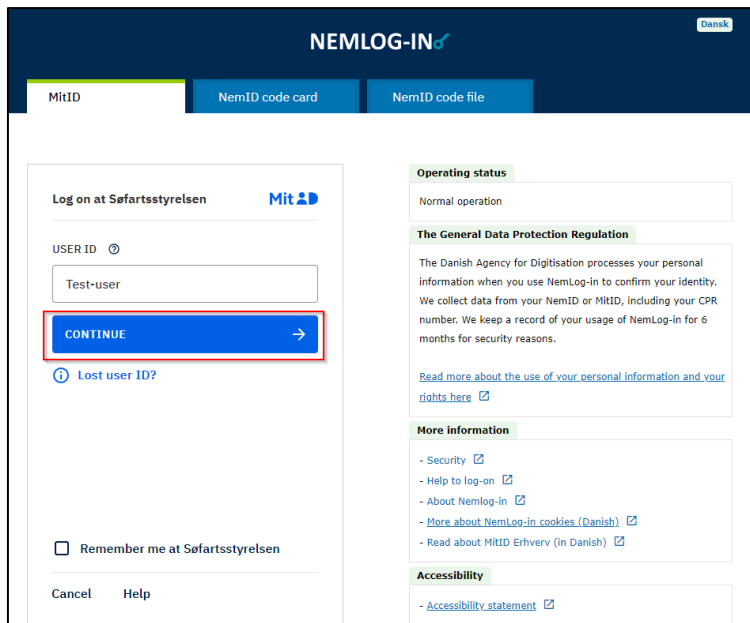 NEMLOG-IN
Dansk
MitID
NemID code card
NemID code file
Log on at Søfartsstyrelsen
Mit
USER ID
Test-user
CONTINUE
Lost user ID?
Remember me at Søfartsstyrelsen
Cancel
Help
Operating status
Normal operation
The General Data Protection Regulation
The Danish Agency for Digitisation processes your personal
information when you use NemLog-in to confirm your identity.
We collect data from your NemID or MitID, including your CPR
number. We keep a record of your usage of NemLog-in for 6
months for security reasons.
Read more about the use of your personal information and your
rights here
More information
- Security
- Help to log-on
- About Nemlog-in
- More about NemLog-in cookies (Danish)
- Read about MitID Erhverv (in Danish)
Accessibility
- Accessibility statement